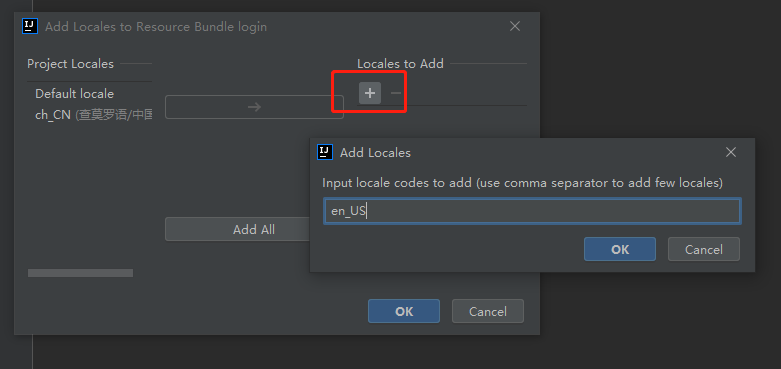 Add Locales to Resource Bundle login
Project Locales
Locales to Add
Default locale
ch_CN (查莫罗语/中国
Add All
OK
Cancel
Add Locales
Input locale codes to add (use comma separator to add few locales)
en_US
OK
Cancel